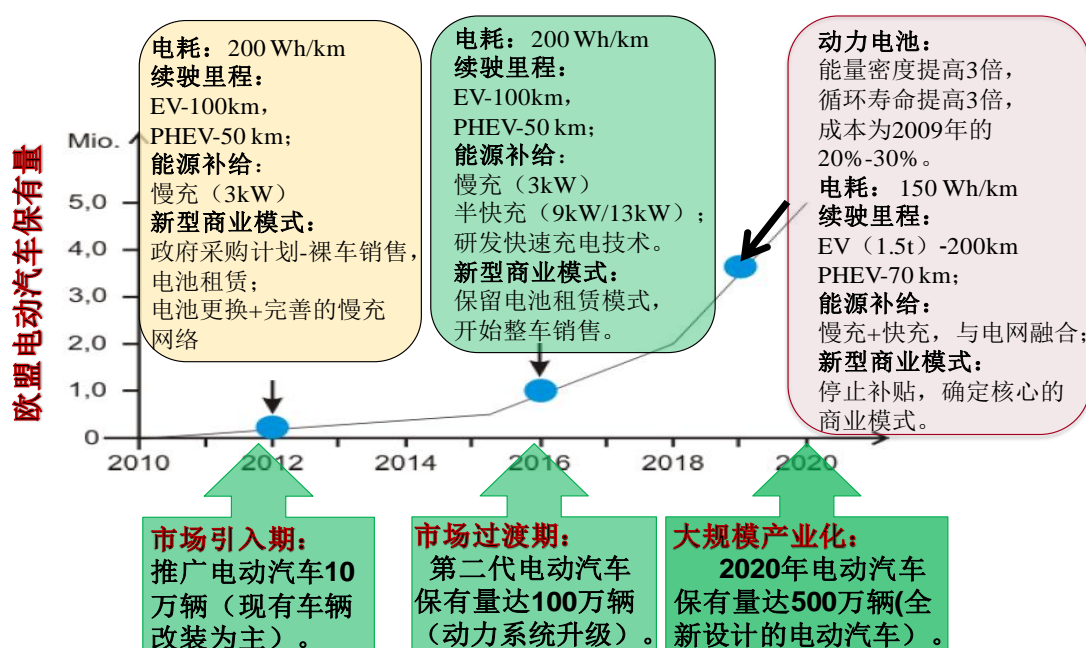 欧盟电动汽车保有量
Mio.
5,0
4,0
3,0
2,0
1,0
0
2010
2012
2014
2016
2018
2020
电耗：200 Wh/km
续驶里程：
EV-100km，
PHEV-50 km；
能源补给：
慢充（3kW）
新型商业模式：
政府采购计划-裸车销售，
电池租赁；
电池更换+完善的慢充
网络
电耗：200 Wh/km
续驶里程：
EV-100km，
PHEV-50 km；
能源补给：
慢充（3kW）
半快充（9kW/13kW）；
研发快速充电技术。
新型商业模式：
保留电池租赁模式，
开始整车销售。
动力电池：
能量密度提高3倍，
循环寿命提高3倍，
成本为2009年的
20%-30%。
电耗：150 Wh/km
续驶里程：
EV（1.5t）-200km
PHEV-70 km；
能源补给：
慢充+快充，与电网融合；
新型商业模式：
停止补贴，确定核心的
商业模式。
市场引入期：
推广电动汽车10
万辆（现有车辆
改装为主）。
市场过渡期：
第二代电动汽车
保有量达100万辆
（动力系统升级）。
大规模产业化：
2020年电动汽车
保有量达500万辆(全
新设计的电动汽车）。